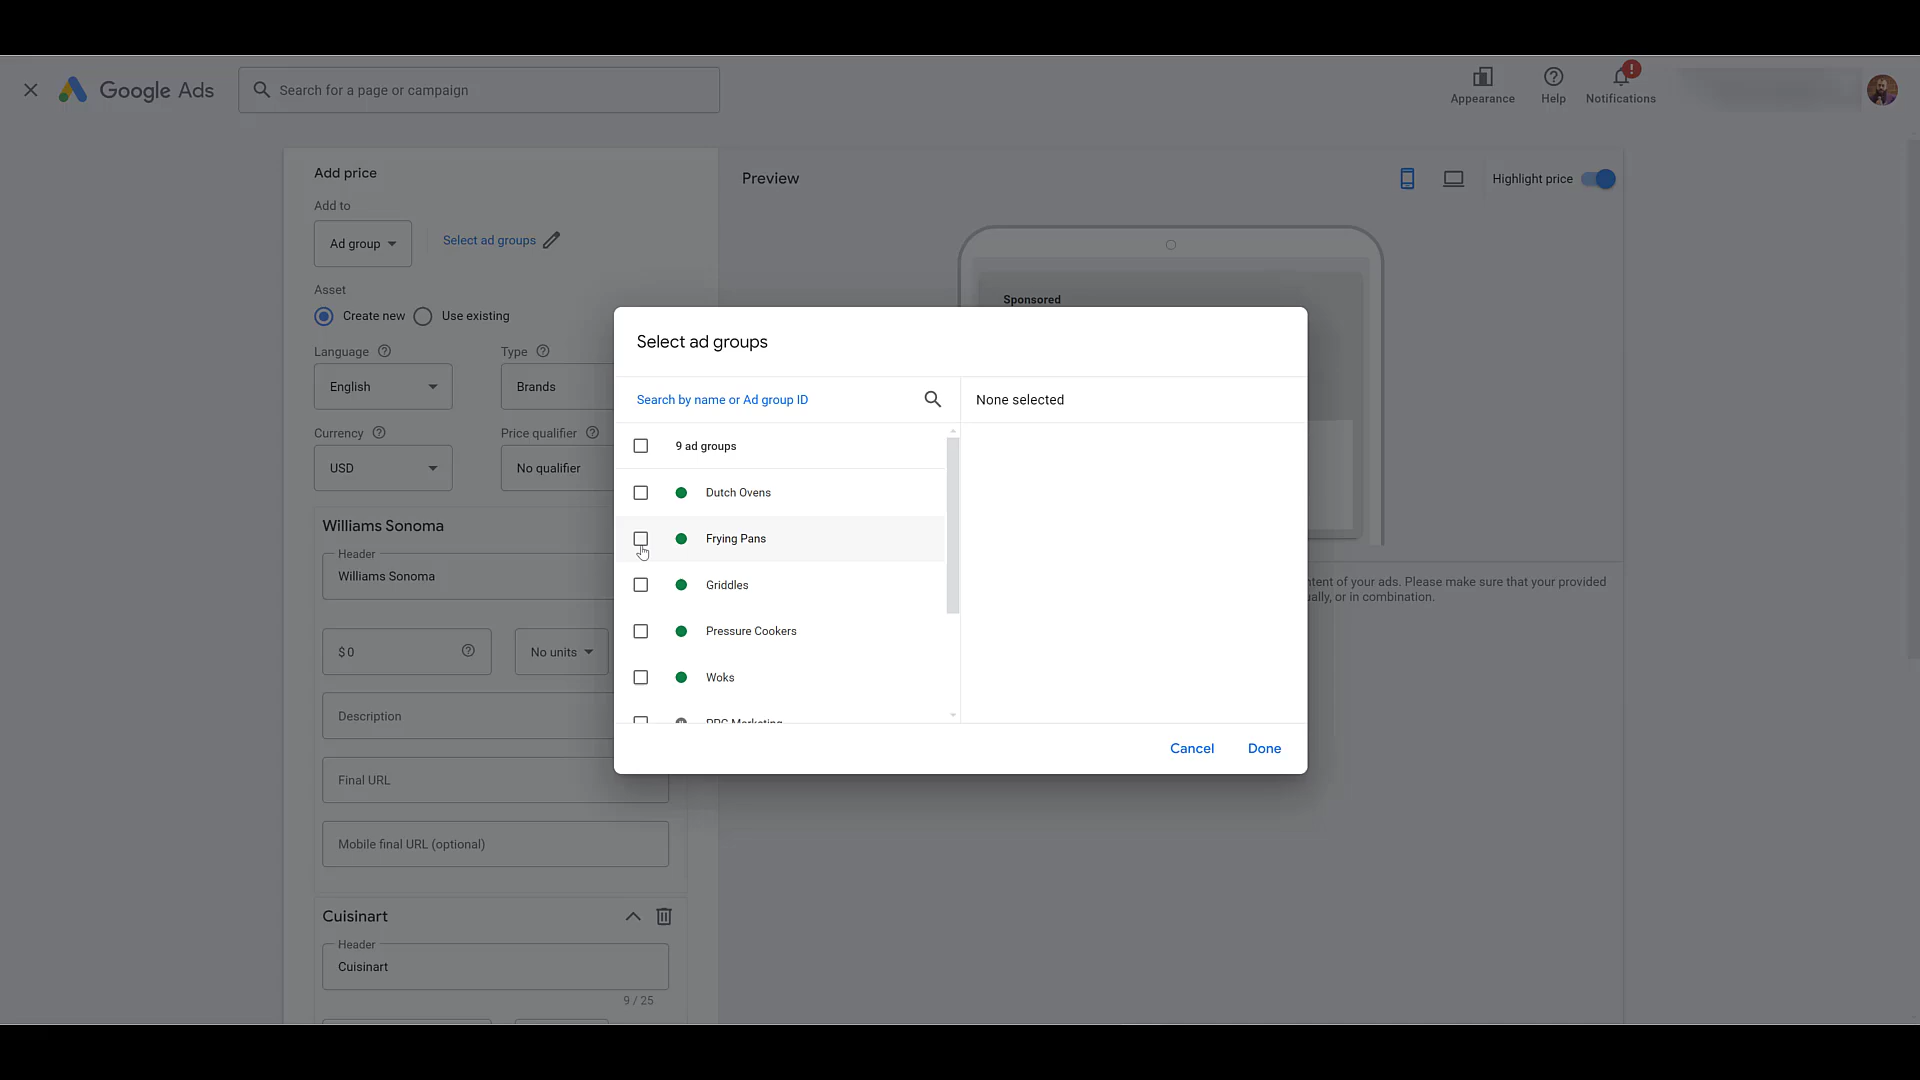 Google Ads
Search for a page or campaign
Appearance
Help
!
Notifications
Add price
Add to
Ad group
Select ad groups
Asset
Create new
Use existing
Language
Type
English
Brands
Currency
Price qualifier
USD
No qualifier
Williams Sonoma
Header
Williams Sonoma
$ 0
No units
Description
Final URL
Mobile final URL (optional)
Cuisinart
Header
Cuisinart
9 / 25
Preview
Highlight price
Sponsored
ntent of your ads. Please make sure that your provided
ually, or in combination.
Select ad groups
Search by name or Ad group ID
None selected
9 ad groups
Dutch Ovens
Frying Pans
Griddles
Pressure Cookers
Woks
PPC Marketing
Cancel
Done